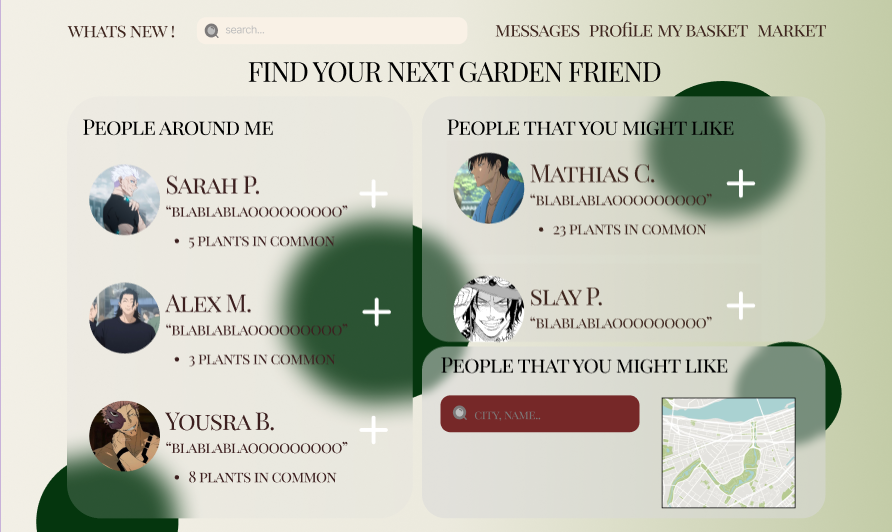 WHATS NEW !
search...
MESSAGES PROfiLE MY BASKET MARKET
FIND YOUR NEXT GARDEN FRIEND
PEOPLE AROUND ME
SARAH P.
“BLABLABLAOOOOOOOOO”
• 5 PLANTS IN COMMON
ALEX M.
“BLABLABLAOOOOOOOOO”
• 3 PLANTS IN COMMON
YOUSRA B.
“BLABLABLAOOOOOOOOO”
• 8 PLANTS IN COMMON
PEOPLE THAT YOU MIGHT LIKE
MATHIAS C.
“BLABLABLAOOOOOOOOO”
• 23 PLANTS IN COMMON
SLAY P.
“BLABLABLAOOOOOOOOO”
PEOPLE THAT YOU MIGHT LIKE
CITY, NAME..